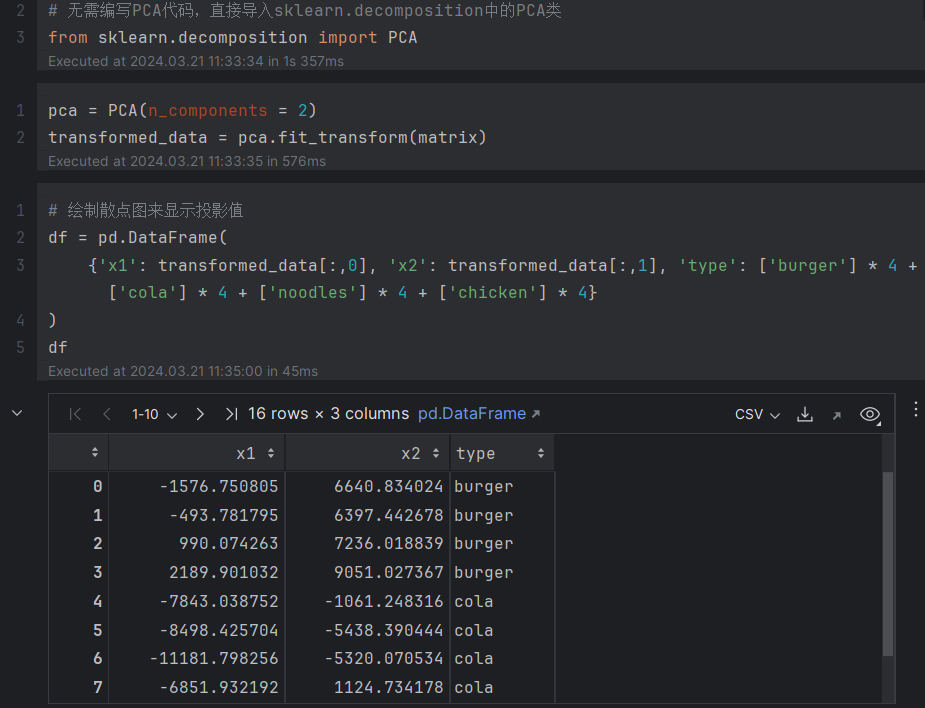 2 # 无需编写PCA代码，直接导入sklearn.decomposition中的PCA类
3 from sklearn.decomposition import PCA
Executed at 2024.03.21 11:33:34 in 1s 357ms
1 pca = PCA(n_components = 2)
2 transformed_data = pca.fit_transform(matrix)
Executed at 2024.03.21 11:33:35 in 576ms
1 # 绘制散点图来显示投影值
2 df = pd.DataFrame(
3 {'x1': transformed_data[:,0], 'x2': transformed_data[:,1], 'type': ['burger'] * 4 +
['cola'] * 4 + ['noodles'] * 4 + ['chicken'] * 4}
4 )
5 df
Executed at 2024.03.21 11:35:00 in 45ms
1-10 16 rows × 3 columns pd.DataFrame CSV
x1 x2 type
0 -1576.750805 6640.834024 burger
1 -493.781795 6397.442678 burger
2 990.074263 7236.018839 burger
3 2189.901032 9051.027367 burger
4 -7843.038752 -1061.248316 cola
5 -8498.425704 -5438.390444 cola
6 -11181.798256 -5320.070534 cola
7 -6851.932192 1124.734178 cola